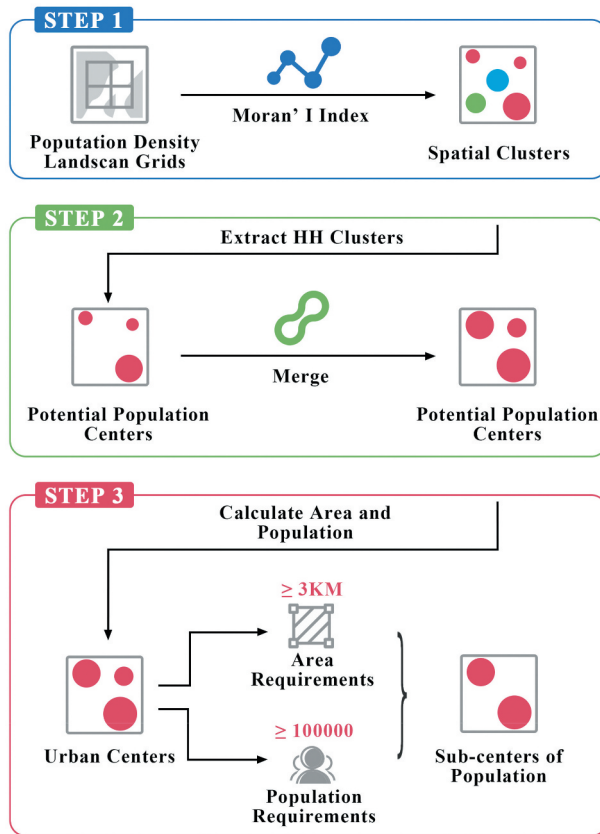 STEP 1
Moran' I Index
Poputation Density
Landscan Grids
Spatial Clusters
STEP 2
Extract HH Clusters
Merge
Potential Population
Centers
Potential Population
Centers
STEP 3
Calculate Area and
Population
≥ 3KM
Area
Requirements
Urban Centers
≥ 100000
Population
Requirements
Sub-centers of
Population